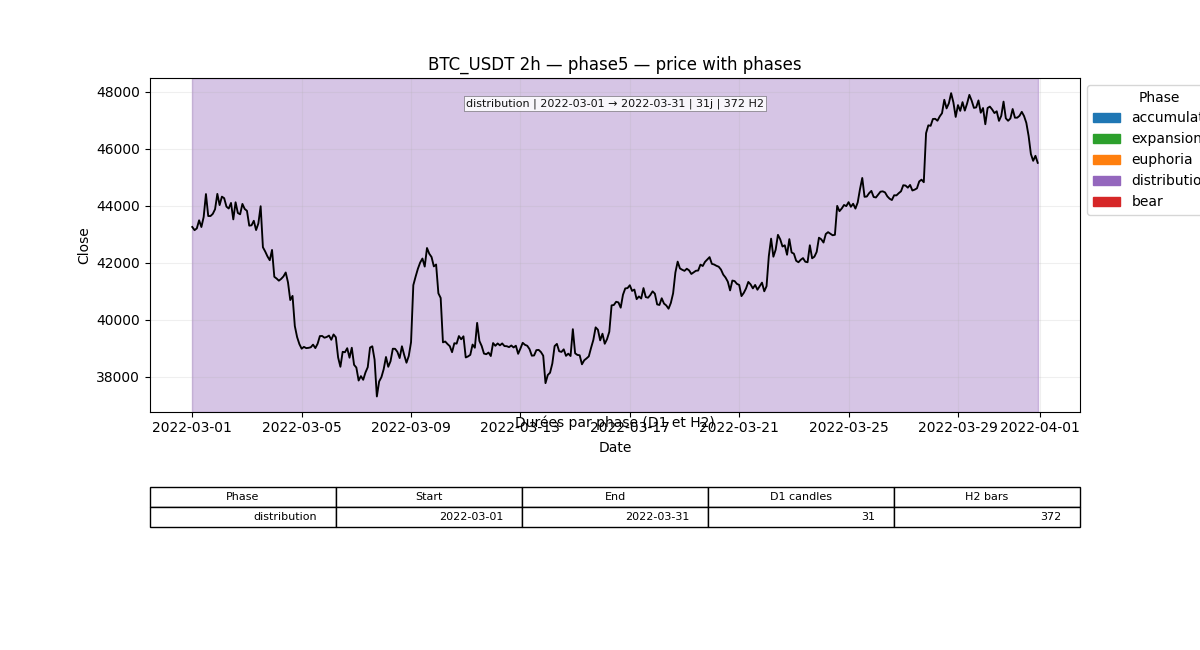 BTC_USDT 2h — phase5 — price with phases
distribution | 2022-03-01 → 2022-03-31 | 31j | 372 H2
Close
48000
46000
44000
42000
40000
38000
Phase
accumulat
expansion
euphoria
distributio
bear
2022-03-01 2022-03-05 2022-03-09 2022-03-13 2022-03-17 2022-03-21 2022-03-25 2022-03-29 2022-04-01
Durées par phase (D1 et H2)
Date
Phase Start End D1 candles H2 bars
distribution 2022-03-01 2022-03-31 31 372